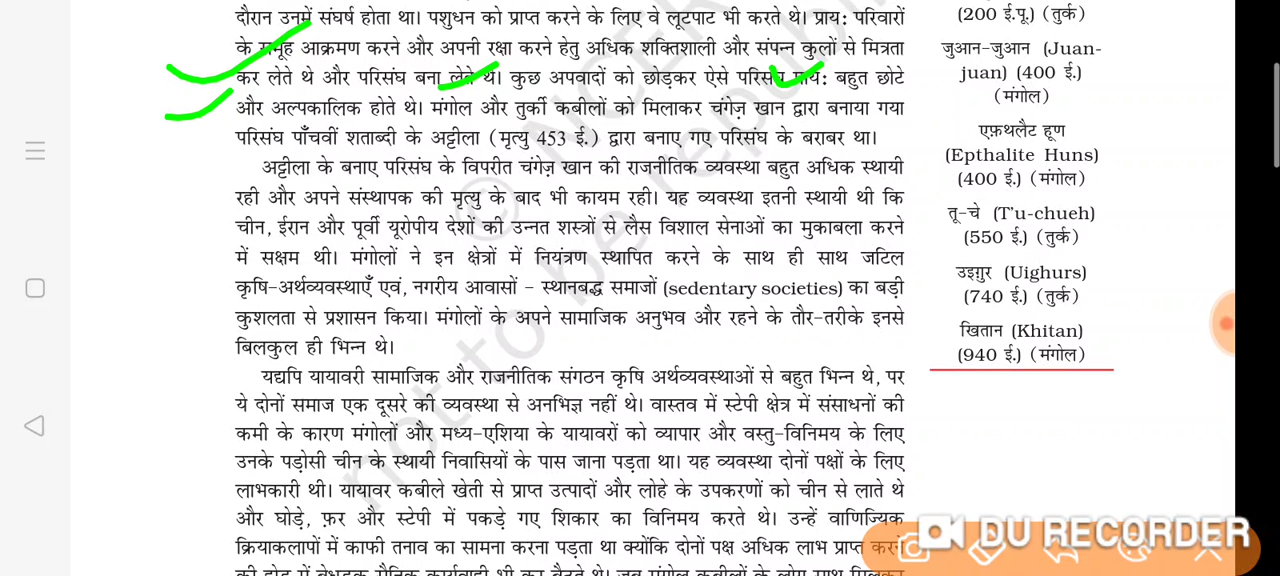 दौरान उनमें संघर्ष होता था। पशुधन को प्राप्त करने के लिए वे लूटपाट भी करते थे। प्राय: परिवारों
के समूह आक्रमण करने और अपनी रक्षा करने हेतु अधिक शक्तिशाली और संपन्न कुलों से मित्रता
कर लेते थे और परिसंघ बना लेते थे। कुछ अपवादों को छोड़कर ऐसे परिसंघ प्राय: बहुत छोटे
और अल्पकालिक होते थे। मंगोल और तुर्की कबीलों को मिलाकर चंगेज़ खान द्वारा बनाया गया
परिसंघ पाँचवीं शताब्दी के अट्टीला (मृत्यु 453 ई.) द्वारा बनाए गए परिसंघ के बराबर था।
अट्टीला के बनाए परिसंघ के विपरीत चंगेज़ खान की राजनीतिक व्यवस्था बहुत अधिक स्थायी
रही और अपने संस्थापक की मृत्यु के बाद भी कायम रही। यह व्यवस्था इतनी स्थायी थी कि
चीन, ईरान और पूर्वी यूरोपीय देशों की उन्नत शस्त्रों से लैस विशाल सेनाओं का मुकाबला करने
में सक्षम थी। मंगोलों ने इन क्षेत्रों में नियंत्रण स्थापित करने के साथ ही साथ जटिल
कृषि-अर्थव्यवस्थाएँ एवं, नगरीय आवासों - स्थानबद्ध समाजों (sedentary societies) का बड़ी
कुशलता से प्रशासन किया। मंगोलों के अपने सामाजिक अनुभव और रहने के तौर-तरीके इनसे
बिलकुल ही भिन्न थे।
यद्यपि यायावरी सामाजिक और राजनीतिक संगठन कृषि अर्थव्यवस्थाओं से बहुत भिन्न थे, पर
ये दोनों समाज एक दूसरे की व्यवस्था से अनभिज्ञ नहीं थे। वास्तव में स्टेपी क्षेत्र में संसाधनों की
कमी के कारण मंगोलों और मध्य-एशिया के यायावरों को व्यापार और वस्तु-विनिमय के लिए
उनके पड़ोसी चीन के स्थायी निवासियों के पास जाना पड़ता था। यह व्यवस्था दोनों पक्षों के लिए
लाभकारी थी। यायावर कबीले खेती से प्राप्त उत्पादों और लोहे के उपकरणों को चीन से लाते थे
और घोड़े, फ़र और स्टेपी में पकड़े गए शिकार का विनिमय करते थे। उन्हें वाणिज्यिक
क्रियाकलापों में काफी तनाव का सामना करना पड़ता था क्योंकि दोनों पक्ष अधिक लाभ प्राप्त करने
(200 ई.पू.) (तुर्क)
जुआन-जुआन (Juan-
juan) (400 ई.)
(मंगोल)
एफ़थलैट हूण
(Epthalite Huns)
(400 ई.) (मंगोल)
तू-चे (T'u-chueh)
(550 ई.) (तुर्क)
उइग़ुर (Uighurs)
(740 ई.) (तुर्क)
खितान (Khitan)
(940 ई.) (मंगोल)
© NCERT
not to be republished
DU RECORDER